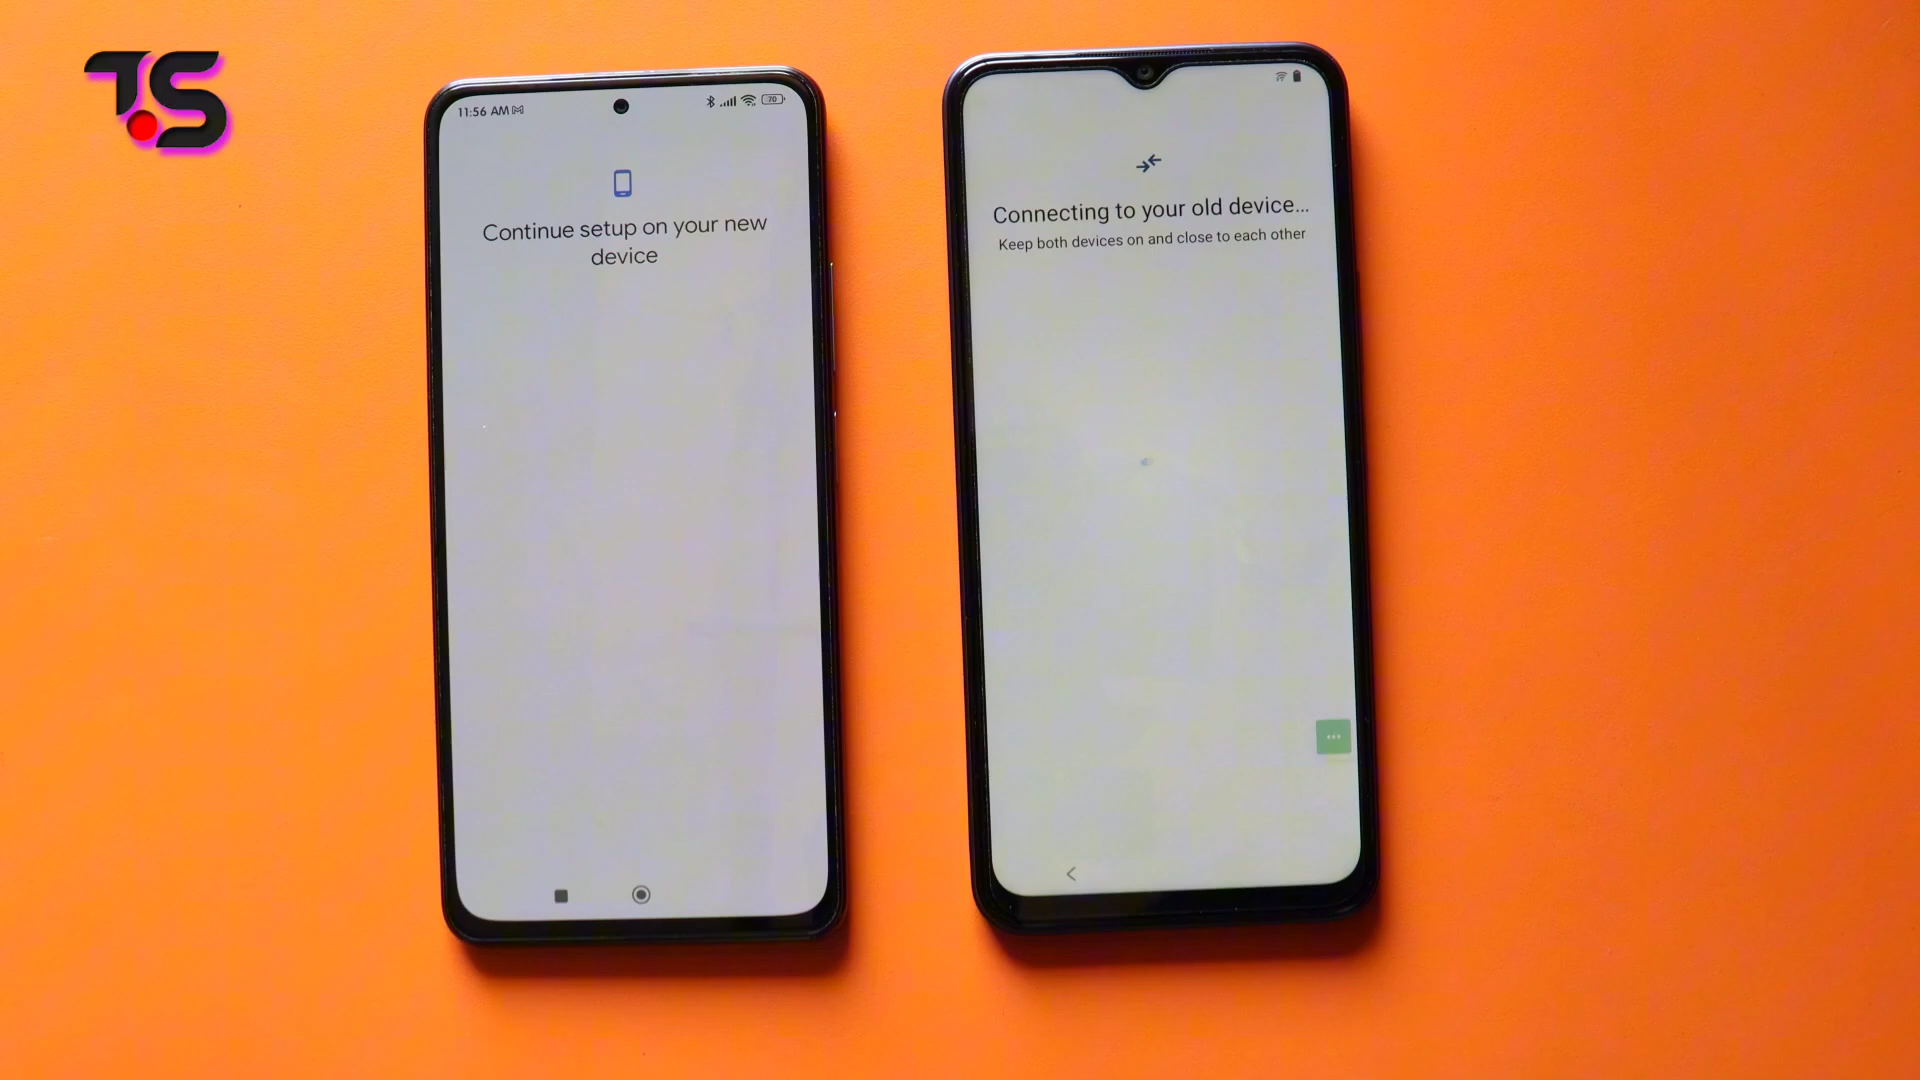 T.S
11:56 AM
70
Continue setup on your new
device
Connecting to your old device...
Keep both devices on and close to each other